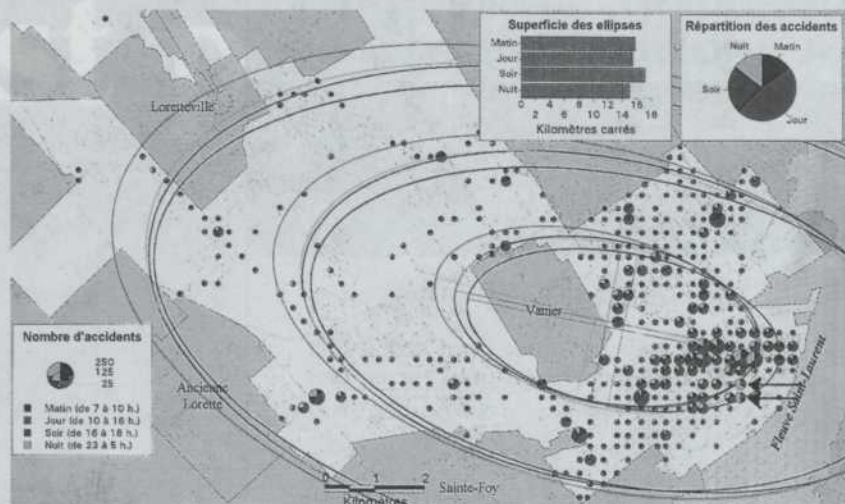 Superficie des ellipses
Matin
Jour
Soir
Nuit
0 4 8 12 16
2 6 10 14 18
Kilomètres carrés
Répartition des accidents
Nuit
Matin
Soir
Jour
Loretteville
Vanier
Nombre d'accidents
250
125
25
Matin (de 7 à 10 h.)
Jour (de 10 à 16 h.)
Soir (de 16 à 18 h.)
Nuit (de 23 à 5 h.)
Ancienne
Lorette
Fleuve Saint-Laurent
0 1 2
Kilomètres
Sainte-Foy